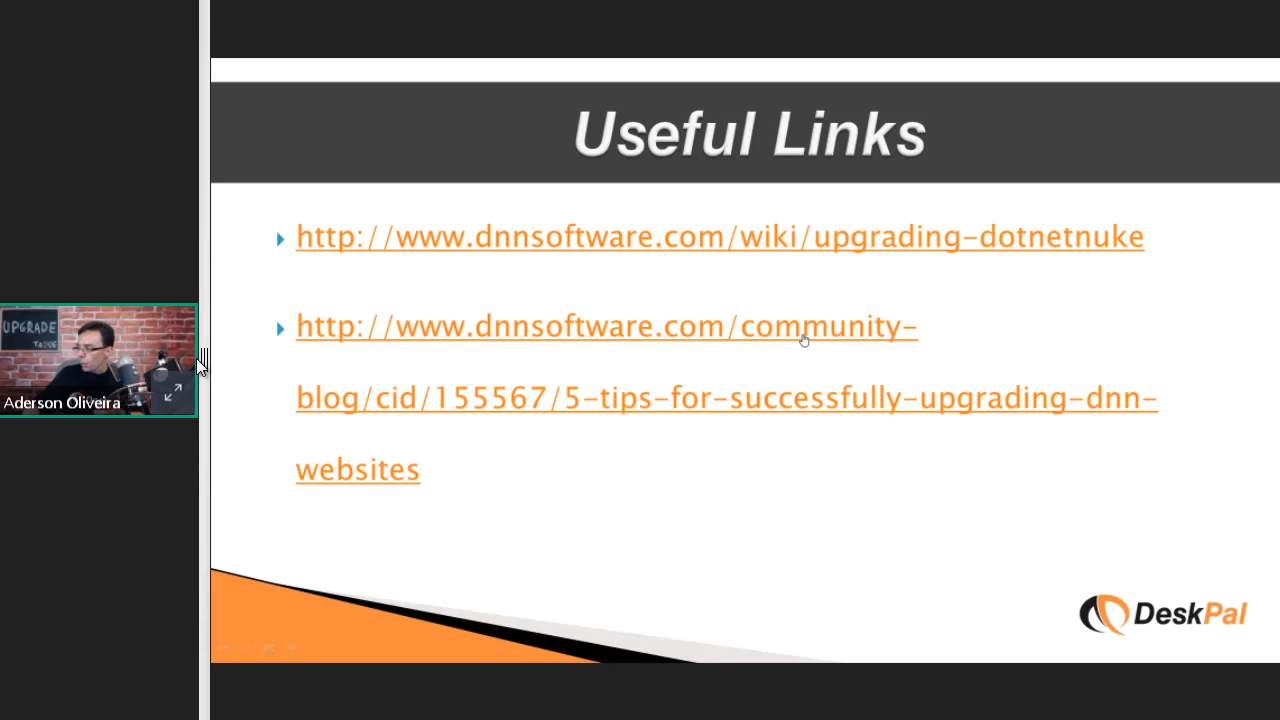 Useful Links
http://www.dnnsoftware.com/wiki/upgrading-dotnetnuke
http://www.dnnsoftware.com/community-
blog/cid/155567/5-tips-for-successfully-upgrading-dnn-
websites
UPGRADE
Aderson Oliveira
DeskPal